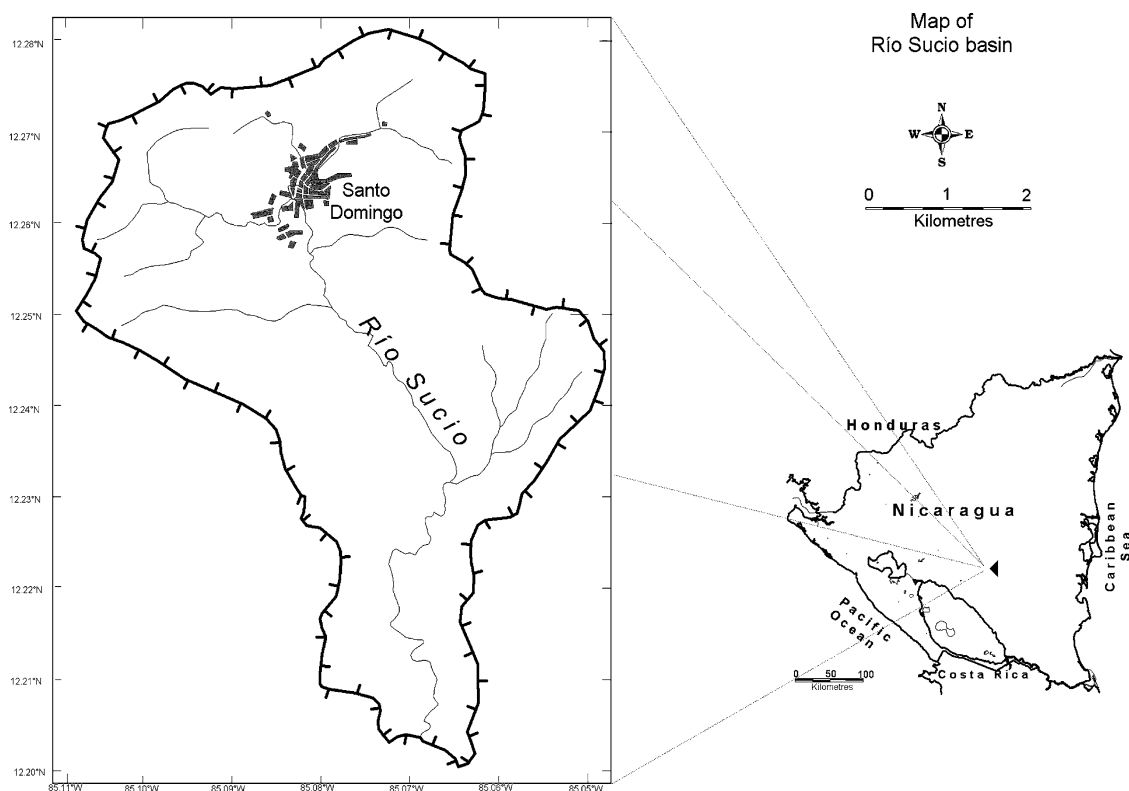 Map of
Río Sucio basin
N
W E
S
0 1 2
Kilometres
12.28°N
12.27°N
12.26°N
12.25°N
12.24°N
12.23°N
12.22°N
12.21°N
12.20°N
85.11°W 85.10°W 85.09°W 85.08°W 85.07°W 85.06°W 85.05°W
Santo
Domingo
Río Sucio
Honduras
Nicaragua
Caribbean
Sea
Pacific
Ocean
Costa Rica
0 50 100
Kilometres